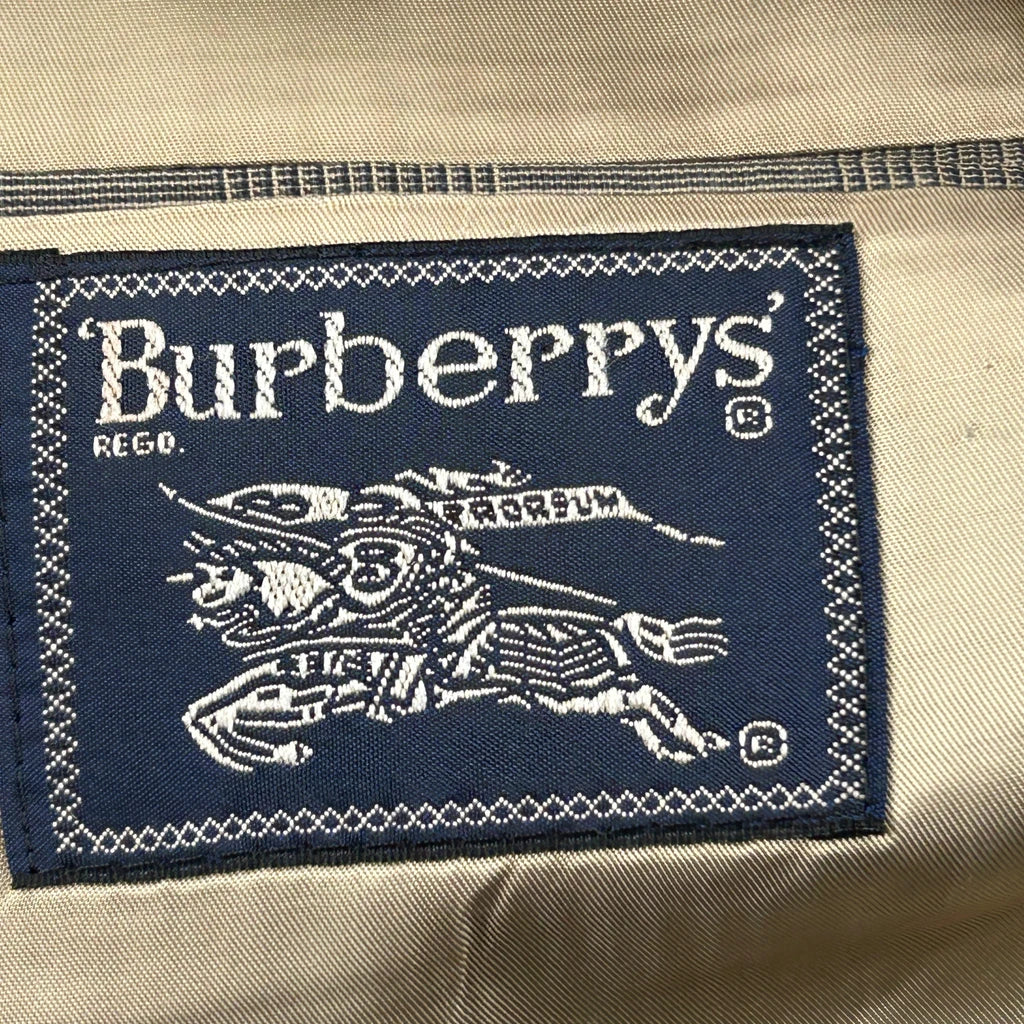 ‘Burberrys’
REGD.
®
PRORSUM
®